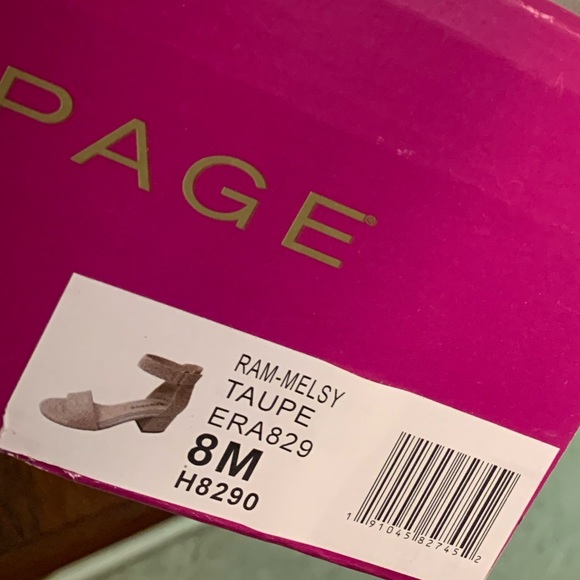 PAGE®
RAM-MELSY
TAUPE
ERA829
8M
H8290
1 91045 82745 2